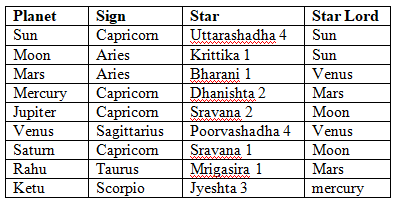 Planet Sign Star Star Lord
Sun Capricorn Uttarashadha 4 Sun
Moon Aries Krittika 1 Sun
Mars Aries Bharani 1 Venus
Mercury Capricorn Dhanishta 2 Mars
Jupiter Capricorn Sravana 2 Moon
Venus Sagittarius Poorvashadha 4 Venus
Saturn Capricorn Sravana 1 Moon
Rahu Taurus Mrigasira 1 Mars
Ketu Scorpio Jyeshta 3 mercury